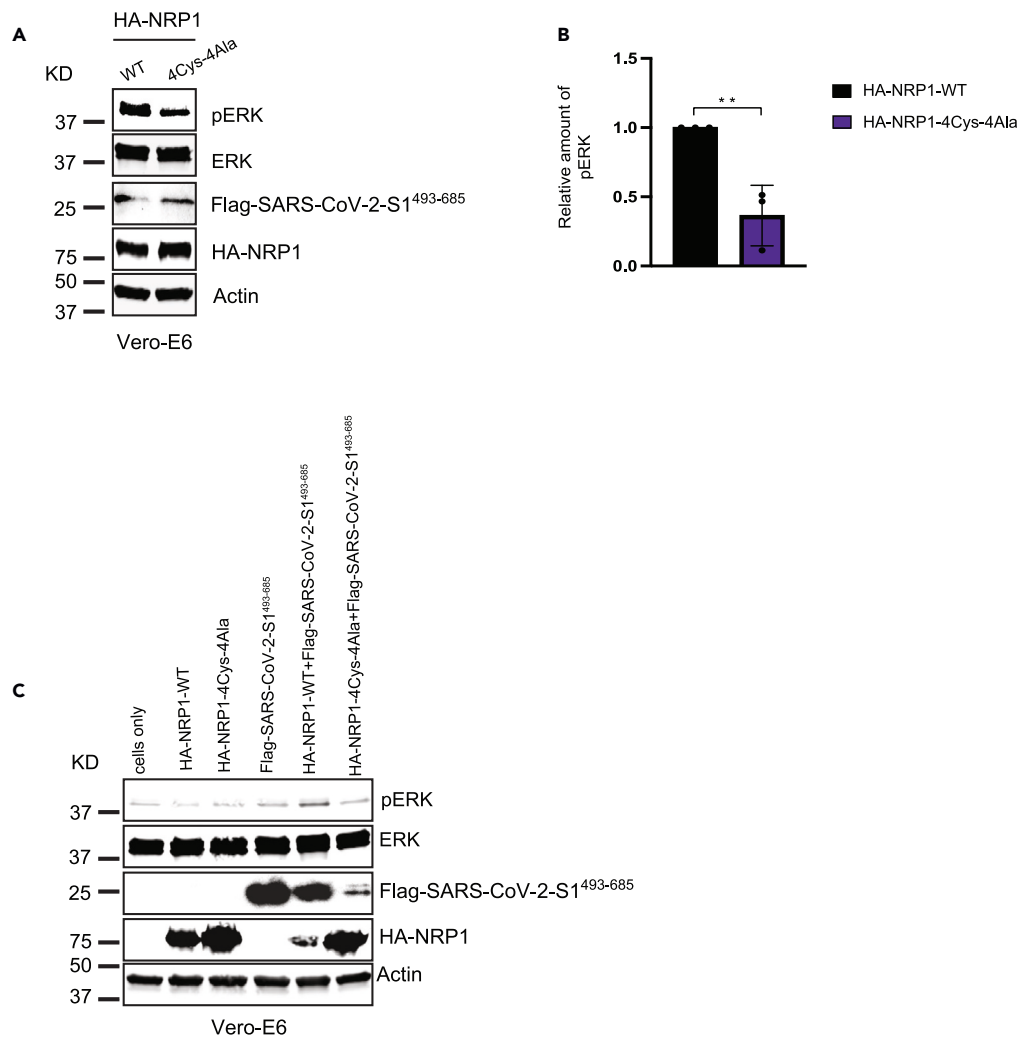 A
HA-NRP1
KD
WT
4Cys-4Ala
37
pERK
37
ERK
25
Flag-SARS-CoV-2-S1493-685
75
HA-NRP1
50
37
Actin
Vero-E6
B
Relative amount of
pERK
1.5
1.0
0.5
0.0
**
HA-NRP1-WT
HA-NRP1-4Cys-4Ala
C
KD
cells only
HA-NRP1-WT
HA-NRP1-4Cys-4Ala
Flag-SARS-CoV-2-S1493-685
HA-NRP1-WT+Flag-SARS-CoV-2-S1493-685
HA-NRP1-4Cys-4Ala+Flag-SARS-CoV-2-S1493-685
37
pERK
37
ERK
25
Flag-SARS-CoV-2-S1493-685
75
HA-NRP1
50
37
Actin
Vero-E6